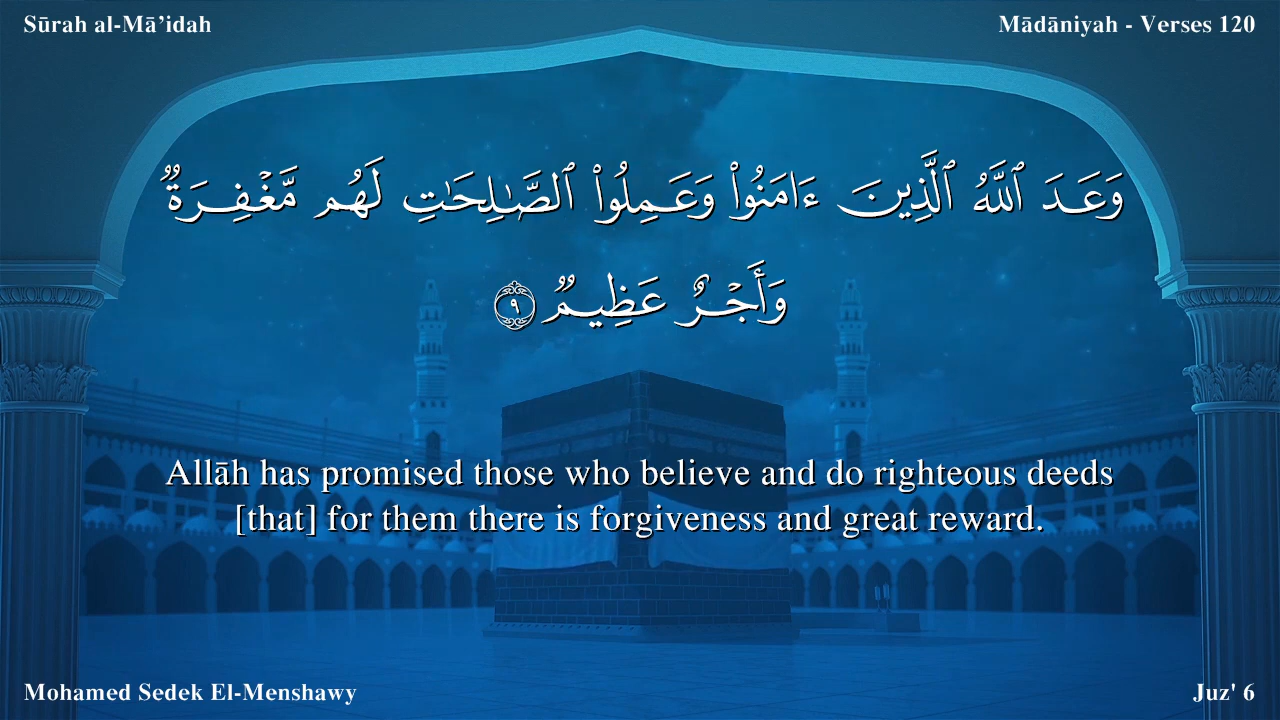 Sūrah al-Mā’idah
Mādāniyah - Verses 120
وَعَدَ ٱللَّهُ ٱلَّذِينَ ءَامَنُوا۟ وَعَمِلُوا۟ ٱلصَّـٰلِحَـٰتِ لَهُم مَّغْفِرَةٌ
وَأَجْرٌ عَظِيمٌ ٩
Allāh has promised those who believe and do righteous deeds
[that] for them there is forgiveness and great reward.
Mohamed Sedek El-Menshawy
Juz' 6